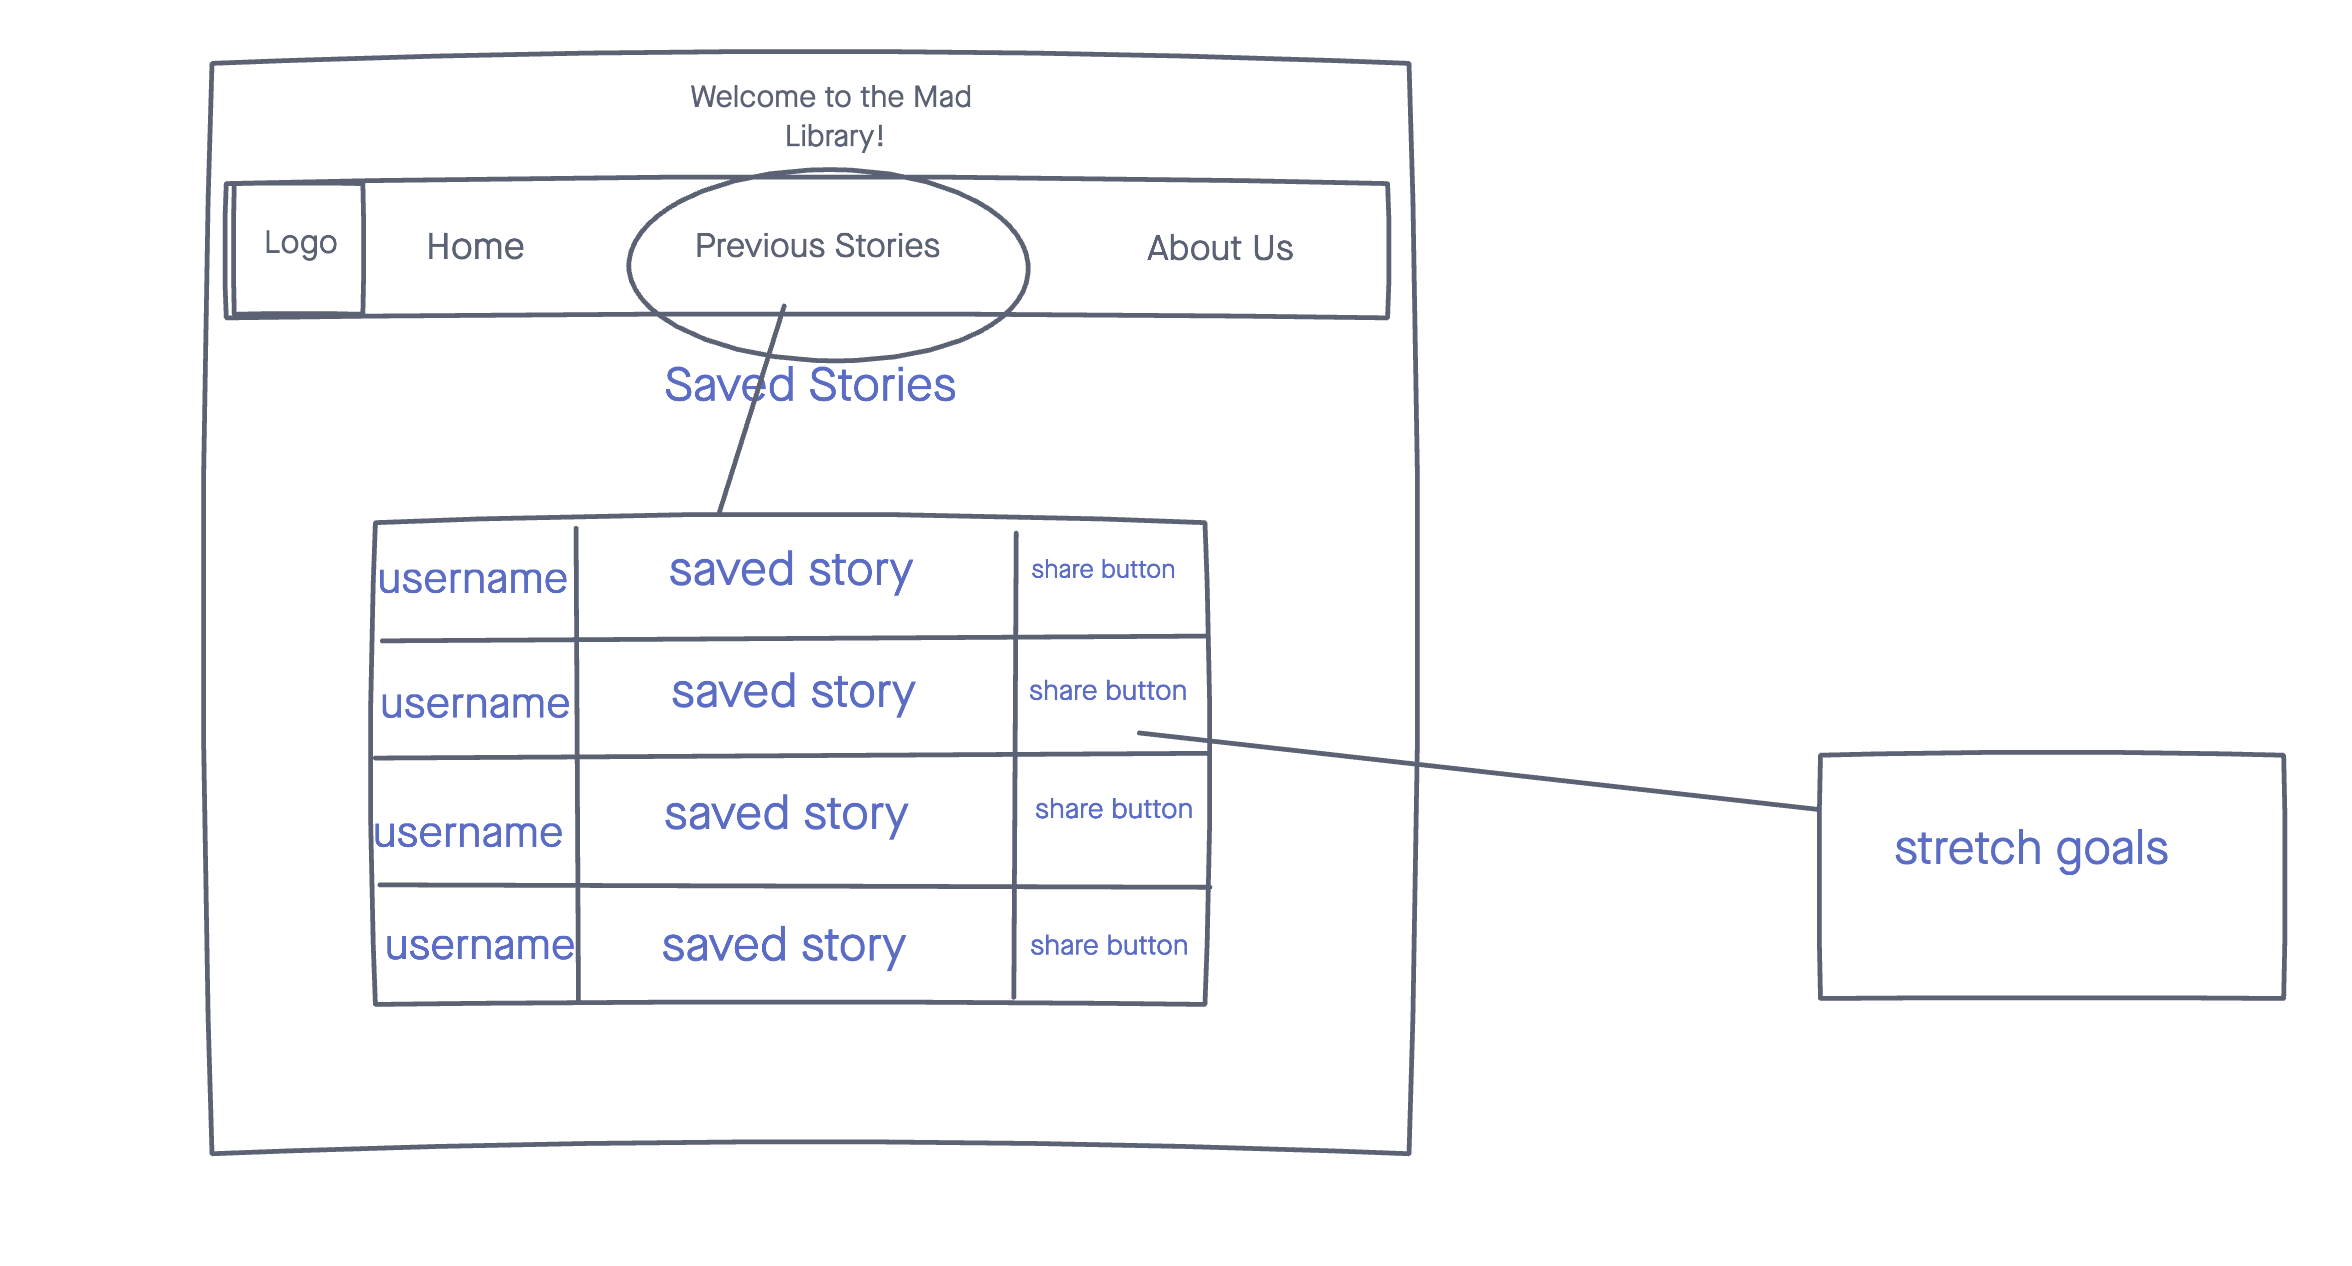 Welcome to the Mad
Library!
Logo
Home
Previous Stories
About Us
Saved Stories
username
saved story
share button
username
saved story
share button
username
saved story
share button
username
saved story
share button
stretch goals